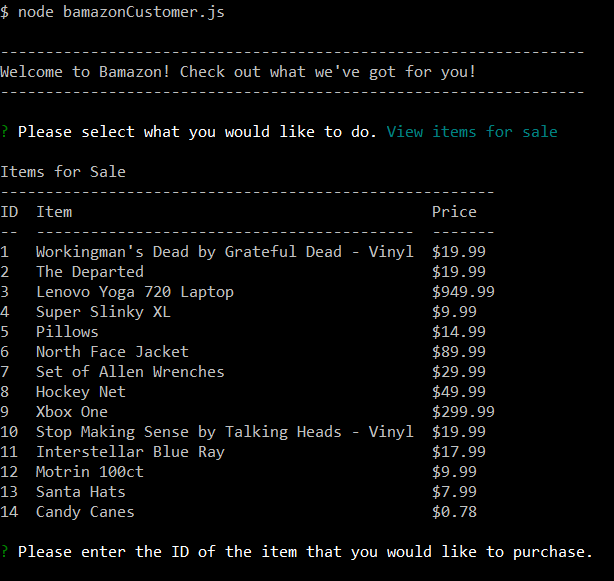 $ node bamazonCustomer.js
-----------------------------------------------------------------
Welcome to Bamazon! Check out what we've got for you!
-----------------------------------------------------------------
? Please select what you would like to do. View items for sale
Items for Sale
-------------------------------------------------------
ID  Item                                        Price
--  ------------------------------------------  -------
1   Workingman's Dead by Grateful Dead - Vinyl  $19.99
2   The Departed                                $19.99
3   Lenovo Yoga 720 Laptop                      $949.99
4   Super Slinky XL                             $9.99
5   Pillows                                     $14.99
6   North Face Jacket                           $89.99
7   Set of Allen Wrenches                       $29.99
8   Hockey Net                                  $49.99
9   Xbox One                                    $299.99
10  Stop Making Sense by Talking Heads - Vinyl  $19.99
11  Interstellar Blue Ray                       $17.99
12  Motrin 100ct                                $9.99
13  Santa Hats                                  $7.99
14  Candy Canes                                 $0.78
? Please enter the ID of the item that you would like to purchase.